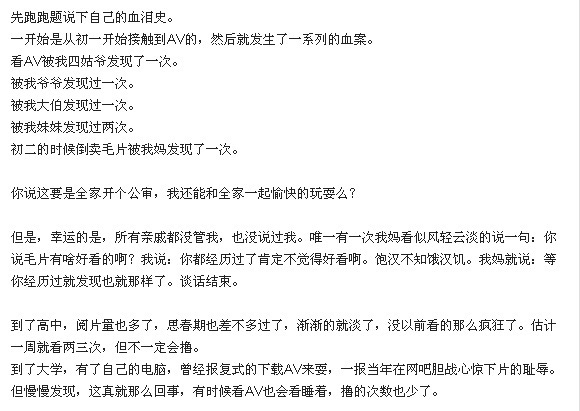 先跑跑题说下自己的血泪史。
一开始是从初一开始接触到AV的，然后就发生了一系列的血案。
看AV被我四姑爷发现了一次。
被我爷爷发现过一次。
被我大伯发现过一次。
被我妹妹发现过两次。
初二的时候倒卖毛片被我妈发现了一次。
你说这要是全家开个公审，我还能和全家一起愉快的玩耍么？
但是，幸运的是，所有亲戚都没管我，也没说过我。唯一有一次我妈看似风轻云淡的说一句：你
说毛片有啥好看的啊？我说：你都经历过了肯定不觉得好看啊。饱汉不知饿汉饥。我妈就说：等
你经历过就发现也就那样了。谈话结束。
到了高中，阅片量也多了，思春期也差不多过了，渐渐的就淡了，没以前看的那么疯狂了。估计
一周就看两三次，但不一定会撸。
到了大学，有了自己的电脑，曾经报复式的下载AV来耍，一报当年在网吧胆战心惊下片的耻辱。
但慢慢发现，这真就那么回事，有时候看AV也会看睡着，撸的次数也少了。